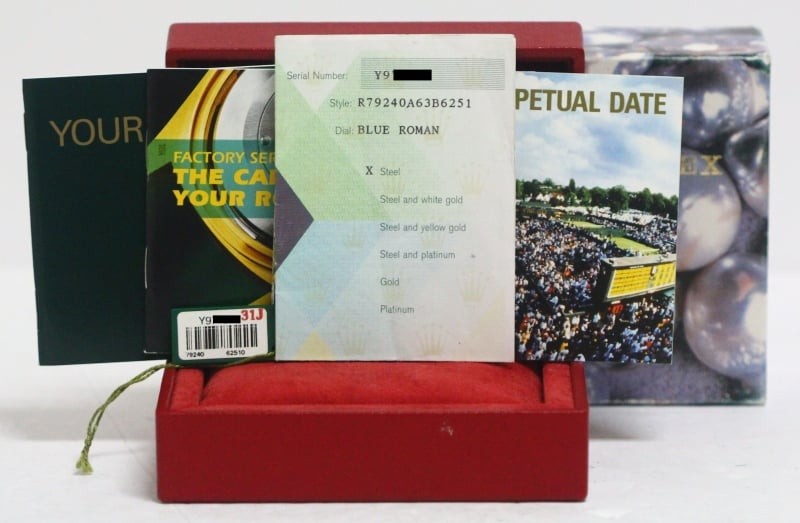 YOUR
FACTORY SER
THE CA
YOUR R
Y9
31J
79240 62510
Serial Number: Y9
Style: R79240A63B6251
Dial: BLUE ROMAN
X Steel
Steel and white gold
Steel and yellow gold
Steel and platinum
Gold
Platinum
PETUAL DATE
EX